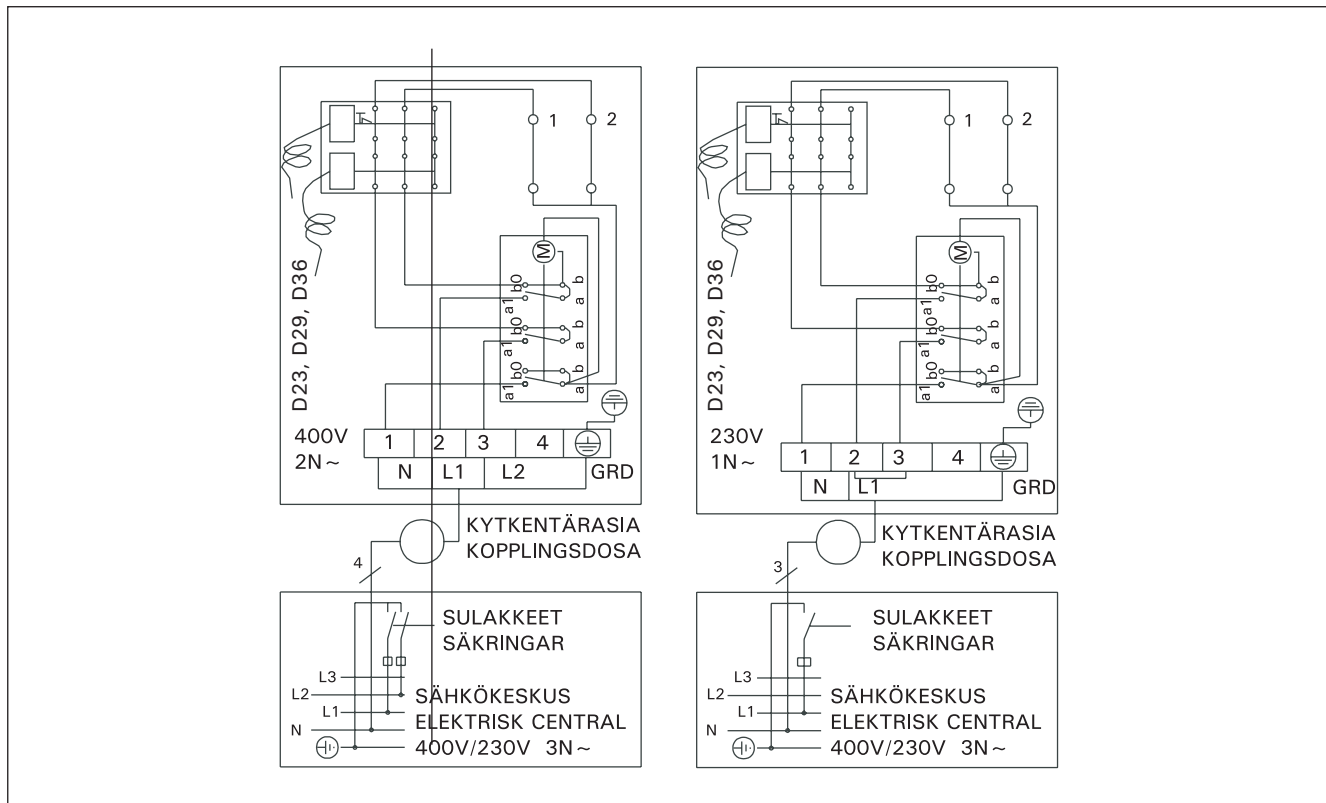 1
2
M
b0
b
a1
a
b0
b
a1
a
b0
b
a1
a
D23, D29, D36
400V
2N~
1
2
3
4
N
L1
L2
GRD
KYTKENTÄRASIA
KOPPLINGSDOSA
4
SULAKKEET
SÄKRINGAR
L3
L2
L1
N
SÄHKÖKESKUS
ELEKTRISK CENTRAL
400V/230V 3N~
1
2
M
b0
b
a1
a
b0
b
a1
a
b0
b
a1
a
D23, D29, D36
230V
1N~
1
2
3
4
N
L1
GRD
KYTKENTÄRASIA
KOPPLINGSDOSA
3
SULAKKEET
SÄKRINGAR
L3
L2
L1
N
SÄHKÖKESKUS
ELEKTRISK CENTRAL
400V/230V 3N~